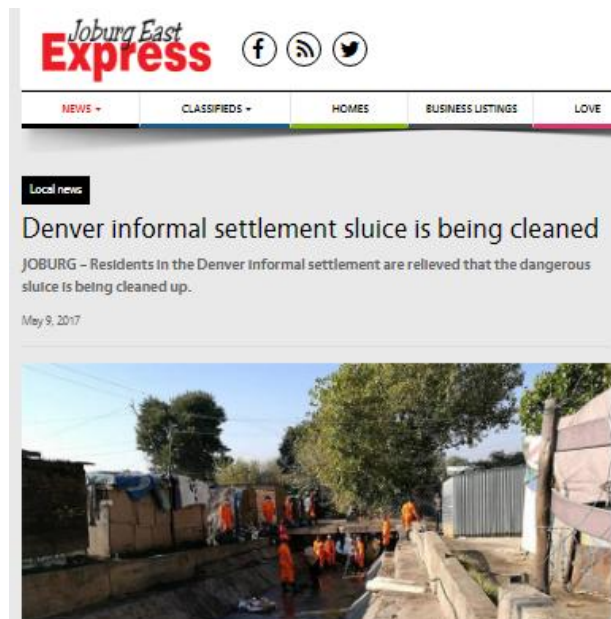 Joburg East
Express
NEWS
CLASSIFIEDS
HOMES
BUSINESS LISTINGS
LOVE
Local news
Denver informal settlement sluice is being cleaned
JOBURG – Residents in the Denver informal settlement are relieved that the dangerous
sluice is being cleaned up.
May 9, 2017